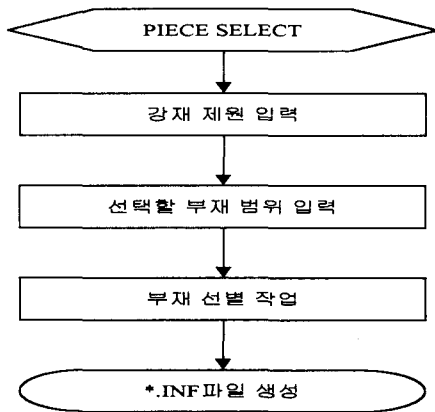 PIECE SELECT
강재 제원 입력
선택할 부재 범위 입력
부재 선별 작업
*.INF파일 생성